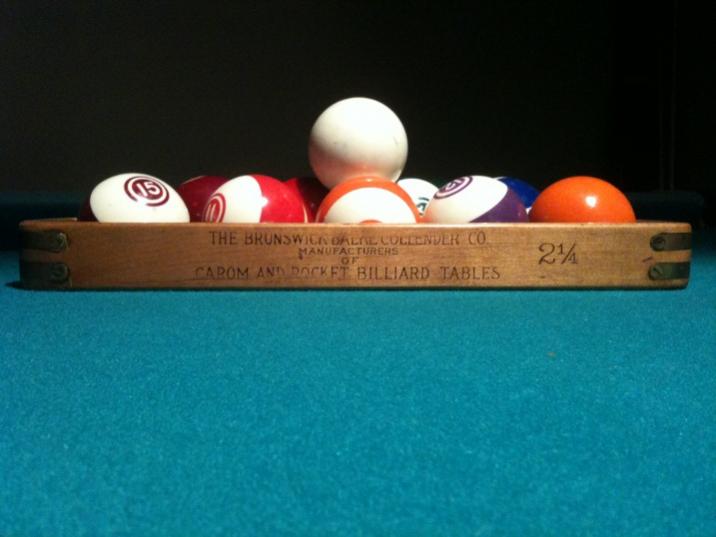 15
THE BRUNSWICK BALKE COLLENDER CO.
MANUFACTURERS
OF
CAROM AND POCKET BILLIARD TABLES
2¼